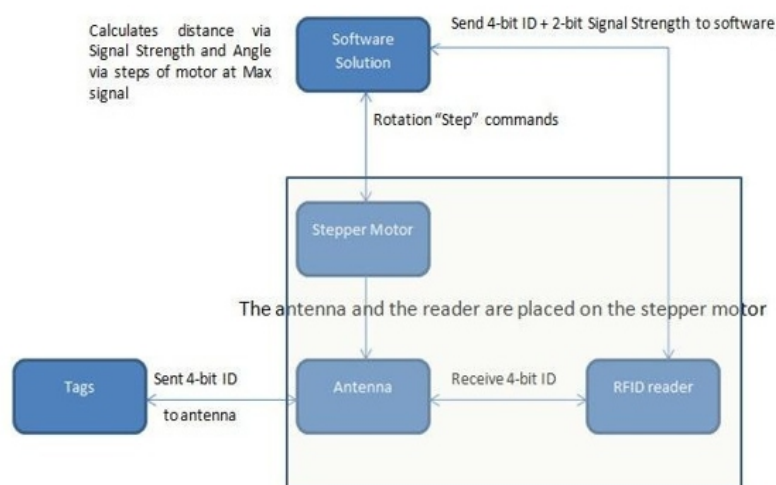 Calculates distance via
Signal Strength and Angle
via steps of motor at Max
signal
Software
Solution
Send 4-bit ID + 2-bit Signal Strength to software
Rotation “Step” commands
Stepper Motor
The antenna and the reader are placed on the stepper motor
Tags
Sent 4-bit ID
to antenna
Antenna
Receive 4-bit ID
RFID reader